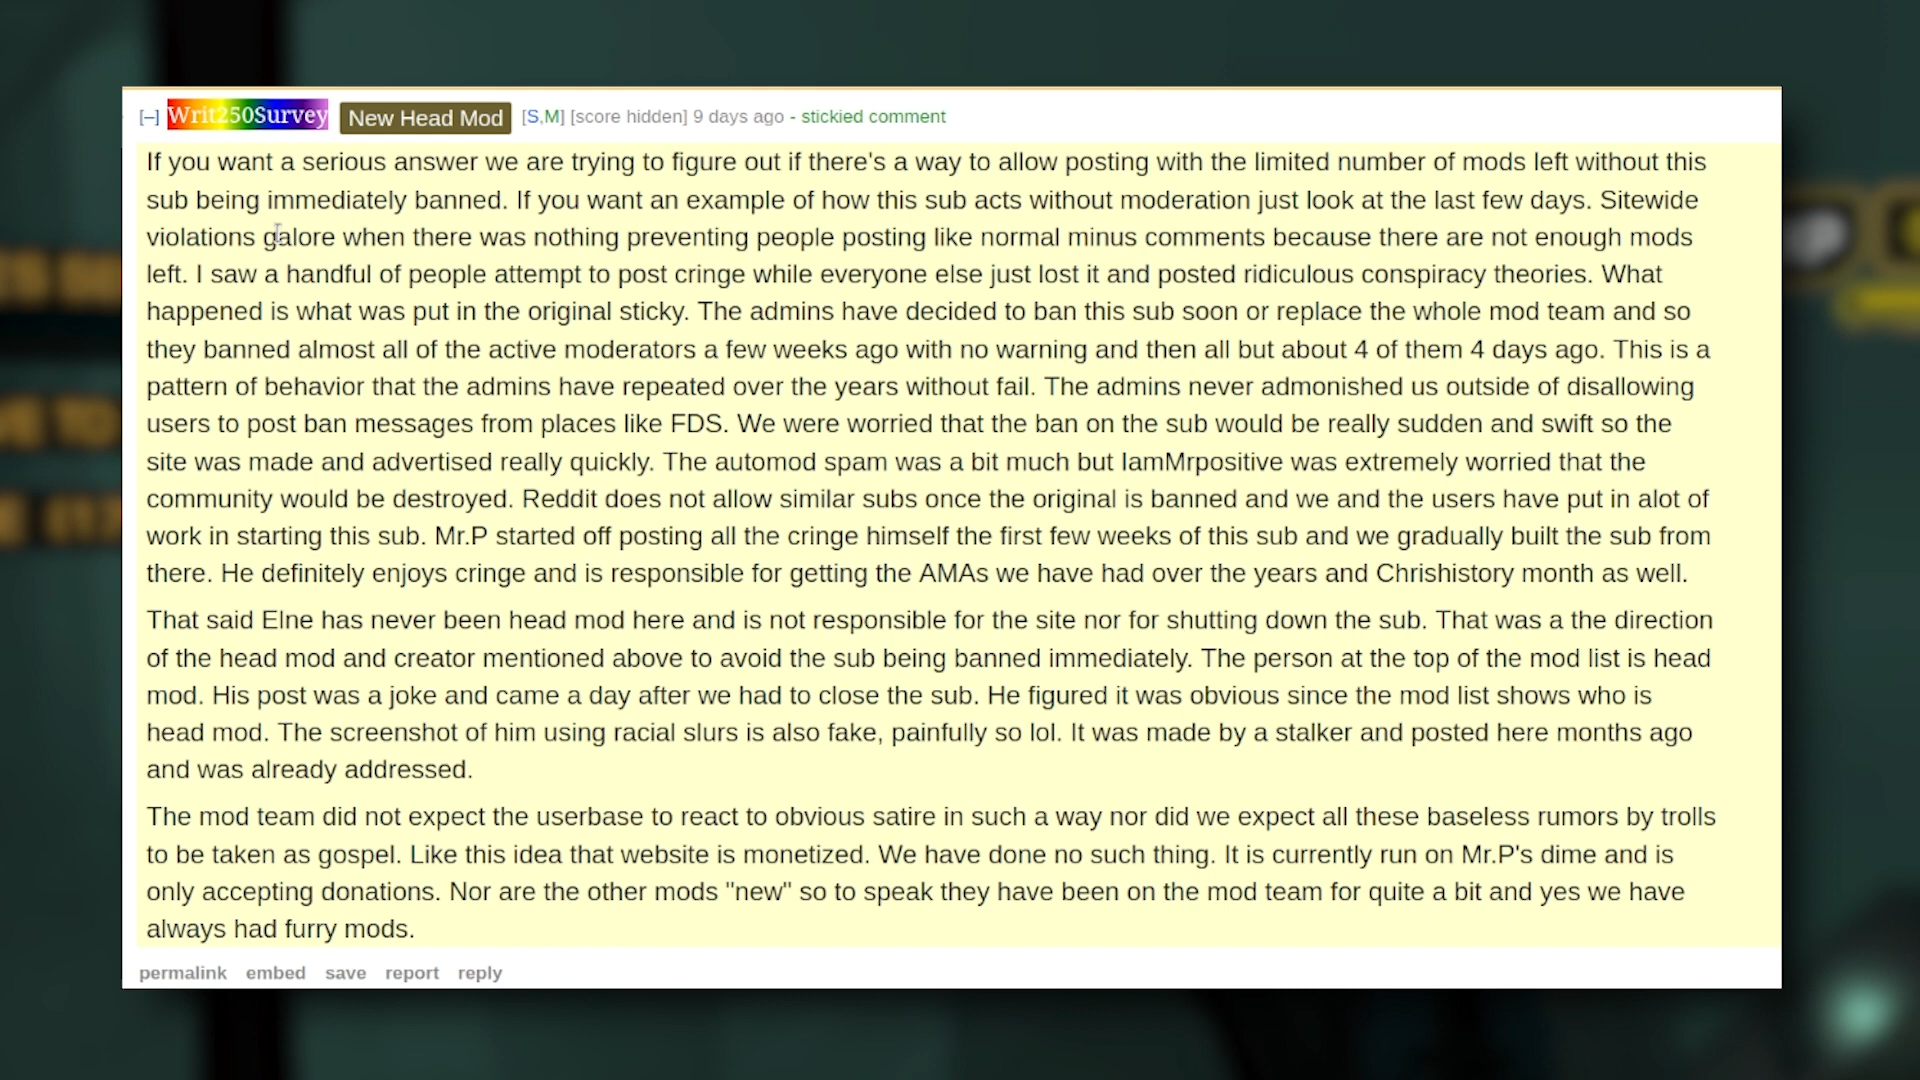 [–] Writ250Survey New Head Mod [S,M] [score hidden] 9 days ago - stickied comment
If you want a serious answer we are trying to figure out if there's a way to allow posting with the limited number of mods left without this
sub being immediately banned. If you want an example of how this sub acts without moderation just look at the last few days. Sitewide
violations galore when there was nothing preventing people posting like normal minus comments because there are not enough mods
left. I saw a handful of people attempt to post cringe while everyone else just lost it and posted ridiculous conspiracy theories. What
happened is what was put in the original sticky. The admins have decided to ban this sub soon or replace the whole mod team and so
they banned almost all of the active moderators a few weeks ago with no warning and then all but about 4 of them 4 days ago. This is a
pattern of behavior that the admins have repeated over the years without fail. The admins never admonished us outside of disallowing
users to post ban messages from places like FDS. We were worried that the ban on the sub would be really sudden and swift so the
site was made and advertised really quickly. The automod spam was a bit much but IamMrpositive was extremely worried that the
community would be destroyed. Reddit does not allow similar subs once the original is banned and we and the users have put in alot of
work in starting this sub. Mr.P started off posting all the cringe himself the first few weeks of this sub and we gradually built the sub from
there. He definitely enjoys cringe and is responsible for getting the AMAs we have had over the years and Chrishistory month as well.
That said Elne has never been head mod here and is not responsible for the site nor for shutting down the sub. That was a the direction
of the head mod and creator mentioned above to avoid the sub being banned immediately. The person at the top of the mod list is head
mod. His post was a joke and came a day after we had to close the sub. He figured it was obvious since the mod list shows who is
head mod. The screenshot of him using racial slurs is also fake, painfully so lol. It was made by a stalker and posted here months ago
and was already addressed.
The mod team did not expect the userbase to react to obvious satire in such a way nor did we expect all these baseless rumors by trolls
to be taken as gospel. Like this idea that website is monetized. We have done no such thing. It is currently run on Mr.P's dime and is
only accepting donations. Nor are the other mods "new" so to speak they have been on the mod team for quite a bit and yes we have
always had furry mods.
permalink embed save report reply